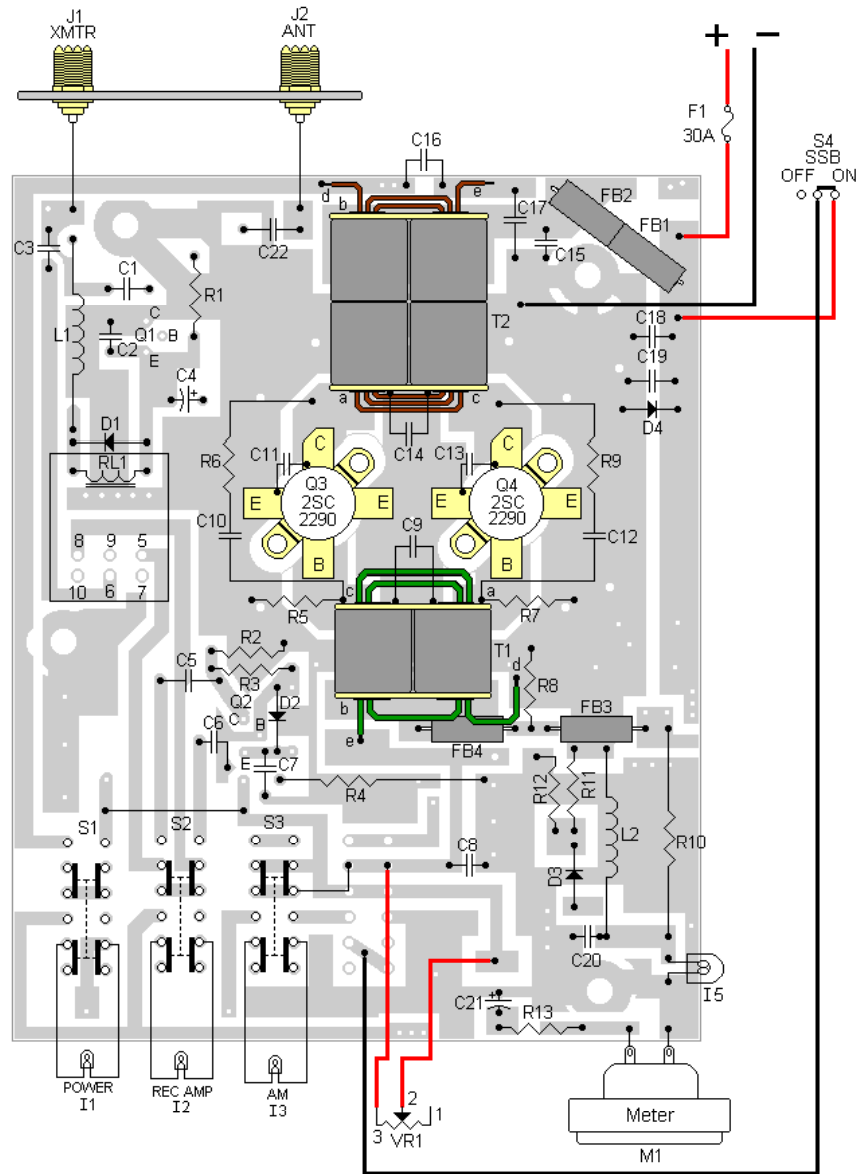 J1
XMTR
J2
ANT
+
−
F1
30A
S4
SSB
OFF
ON
C16
d
b
e
FB2
FB1
C17
C15
C3
C22
C1
R1
C
L1
C2
Q1
B
E
T2
C18
C19
C4
a
c
D4
D1
C14
C
C
RL1
R6
C11
C13
R9
E
Q3
2SC
2290
E
E
Q4
2SC
2290
E
C10
C9
C12
8
9
5
B
B
10
6
7
c
a
R5
R7
R2
T1
C5
R3
d
R8
Q2
D2
b
C
B
C6
e
FB4
FB3
E
C7
R4
R12
R11
L2
R10
S1
S2
S3
C8
D3
C20
I5
C21
+
R13
POWER
I1
REC AMP
I2
AM
I3
2
3
1
VR1
Meter
M1
+